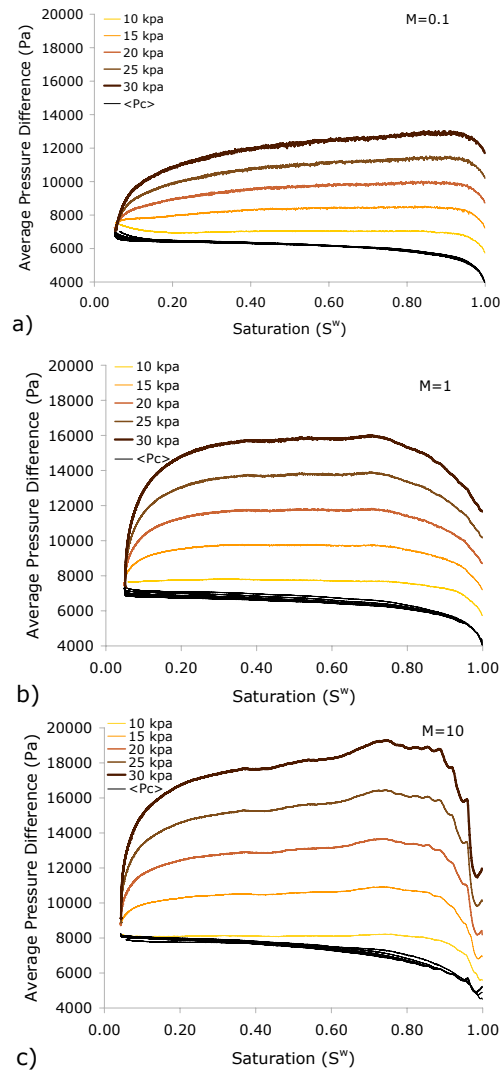 20000
18000
16000
14000
12000
10000
8000
6000
4000
Average Pressure Difference (Pa)
10 kpa
15 kpa
20 kpa
25 kpa
30 kpa
<Pc>
M=0.1
0.00 0.20 0.40 0.60 0.80 1.00
Saturation (Sʷ)
a)
20000
18000
16000
14000
12000
10000
8000
6000
4000
Average Pressure Difference (Pa)
10 kpa
15 kpa
20 kpa
25 kpa
30 kpa
<Pc>
M=1
0.00 0.20 0.40 0.60 0.80 1.00
Saturation (Sʷ)
b)
20000
18000
16000
14000
12000
10000
8000
6000
4000
Average Pressure Difference (Pa)
10 kpa
15 kpa
20 kpa
25 kpa
30 kpa
<Pc>
M=10
0.00 0.20 0.40 0.60 0.80 1.00
Saturation (Sʷ)
c)